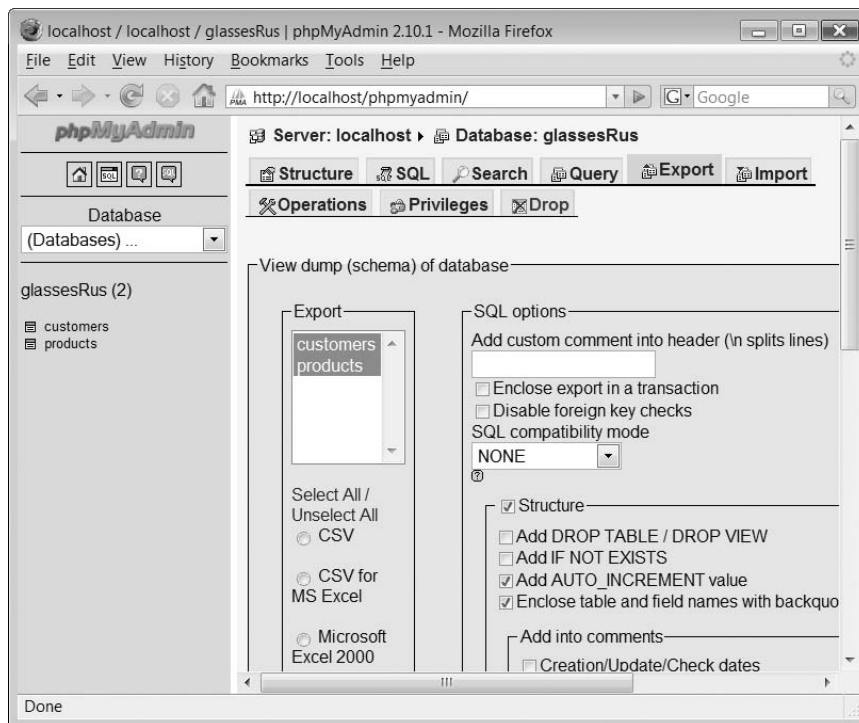 localhost / localhost / glassesRus | phpMyAdmin 2.10.1 - Mozilla Firefox
File Edit View History Bookmarks Tools Help
PMA http://localhost/phpmyadmin/ G Google
phpMyAdmin
SQL
Database
(Databases) ...
glassesRus (2)
customers
products
Server: localhost Database: glassesRus
Structure SQL Search Query Export Import
Operations Privileges Drop
View dump (schema) of database
Export
customers
products
Select All /
Unselect All
CSV
CSV for
MS Excel
Microsoft
Excel 2000
SQL options
Add custom comment into header (\n splits lines)
Enclose export in a transaction
Disable foreign key checks
SQL compatibility mode
NONE
Structure
Add DROP TABLE / DROP VIEW
Add IF NOT EXISTS
Add AUTO_INCREMENT value
Enclose table and field names with backquo
Add into comments
Creation/Update/Check dates
Done